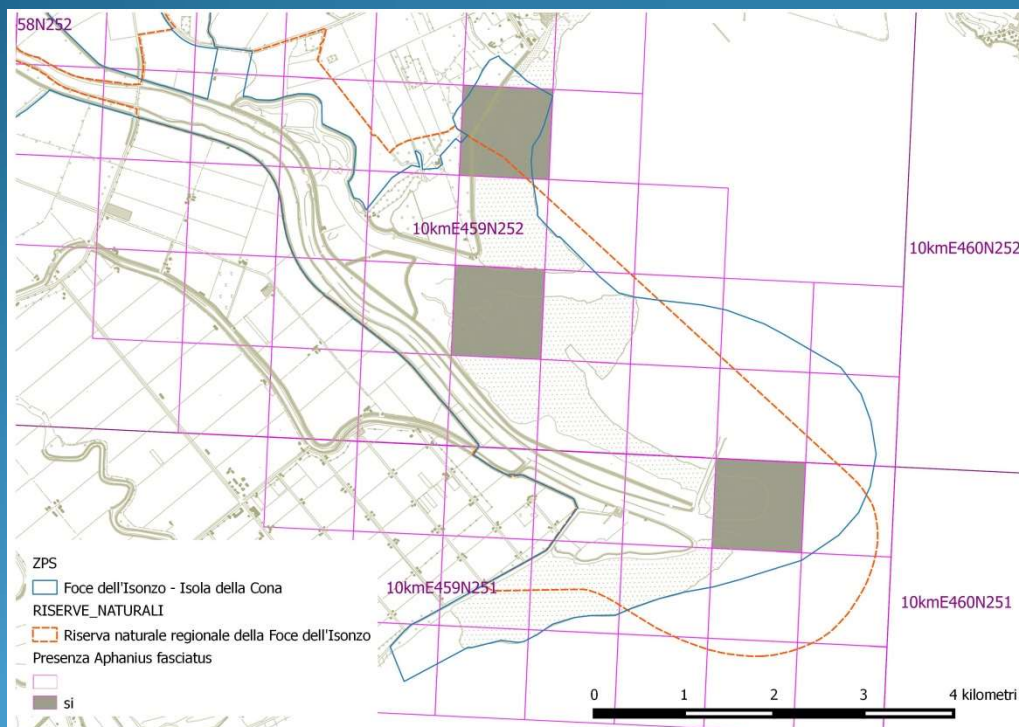 58N252
10kmE459N252
10kmE460N252
10kmE459N251
10kmE460N251
ZPS
Foce dell'Isonzo - Isola della Cona
RISERVE_NATURALI
Riserva naturale regionale della Foce dell'Isonzo
Presenza Aphanius fasciatus
si
0 1 2 3 4 kilometri